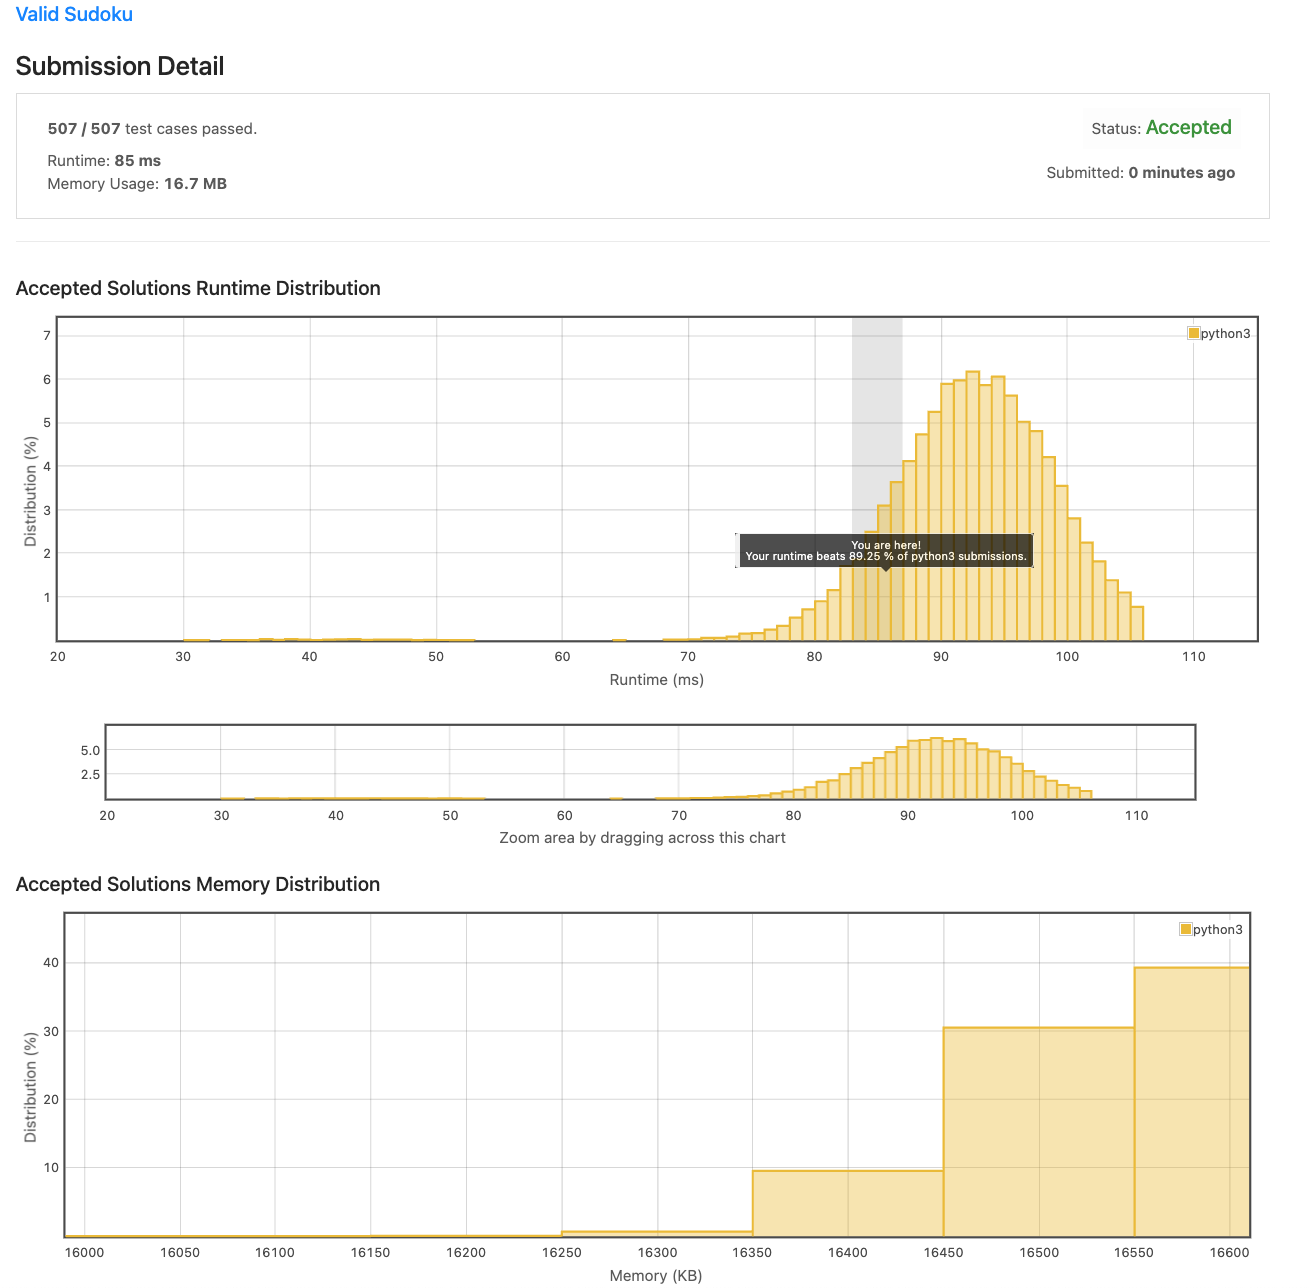 Valid Sudoku
Submission Detail
507 / 507 test cases passed.
Status: Accepted
Runtime: 85 ms
Memory Usage: 16.7 MB
Submitted: 0 minutes ago
Accepted Solutions Runtime Distribution
python3
7
6
5
4
3
2
1
Distribution (%)
You are here!
Your runtime beats 89.25 % of python3 submissions.
20 30 40 50 60 70 80 90 100 110
Runtime (ms)
5.0
2.5
20 30 40 50 60 70 80 90 100 110
Zoom area by dragging across this chart
Accepted Solutions Memory Distribution
python3
40
30
20
10
Distribution (%)
16000 16050 16100 16150 16200 16250 16300 16350 16400 16450 16500 16550 16600
Memory (KB)